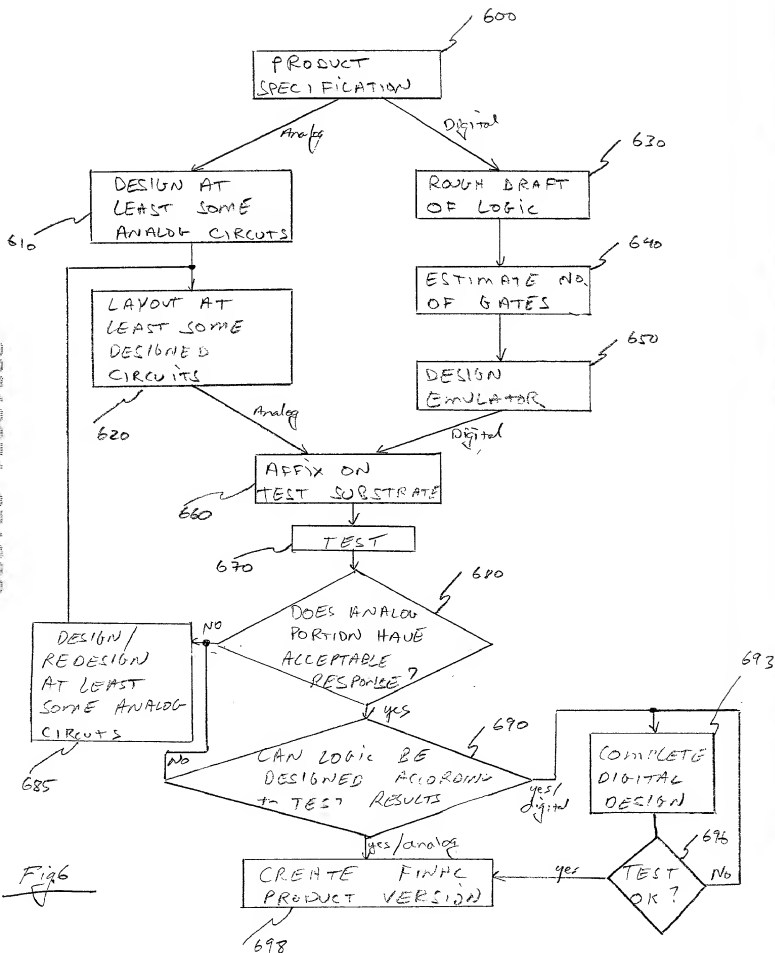 600
PRODUCT
SPECIFICATION
Analog
Digital
630
DESIGN AT
LEAST SOME
ANALOG CIRCUTS
610
ROUGH DRAFT
OF LOGIC
640
ESTIMATE NO.
OF GATES
LAYOUT AT
LEAST SOME
DESIGNED
CIRCUITS
620
650
DESIGN
EMULATOR
Analog
Digital
AFFIX ON
TEST SUBSTRATE
660
TEST
670
680
DOES ANALOG
PORTION HAVE
ACCEPTABLE
RESPONSE?
NO
yes
DESIGN/
REDESIGN
AT LEAST
SOME ANALOG
CIRCUTS
685
690
NO
CAN LOGIC BE
DESIGNED ACCORDING
to TEST RESULTS
yes/
digital
693
COMPLETE
DIGITAL
DESIGN
yes/analog
696
TEST
OK?
No
yes
CREATE FINAL
PRODUCT VERSION
698
Fig 6